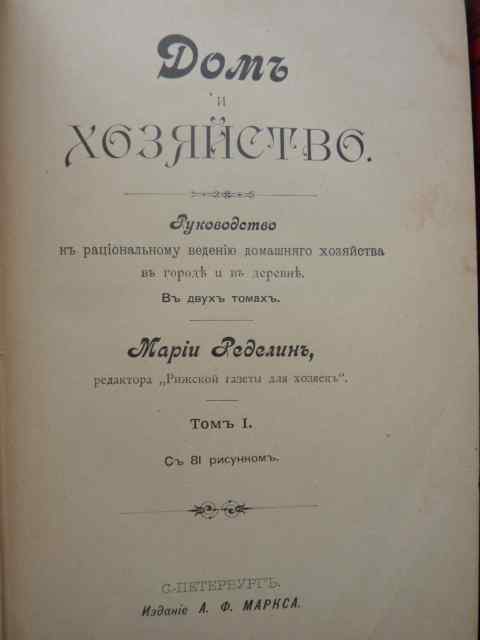 Домъ
и
ХОЗЯЙСТВО.
Руководство
къ раціональному веденію домашняго хозяйства
въ городѣ и въ деревнѣ.
Въ двухъ томахъ.
Маріи Ределинъ,
редактора „Рижской газеты для хозяекъ“.
Томъ I.
Съ 81 рисункомъ.
С.-ПЕТЕРБУРГЪ.
Изданіе А. Ф. МАРКСА.